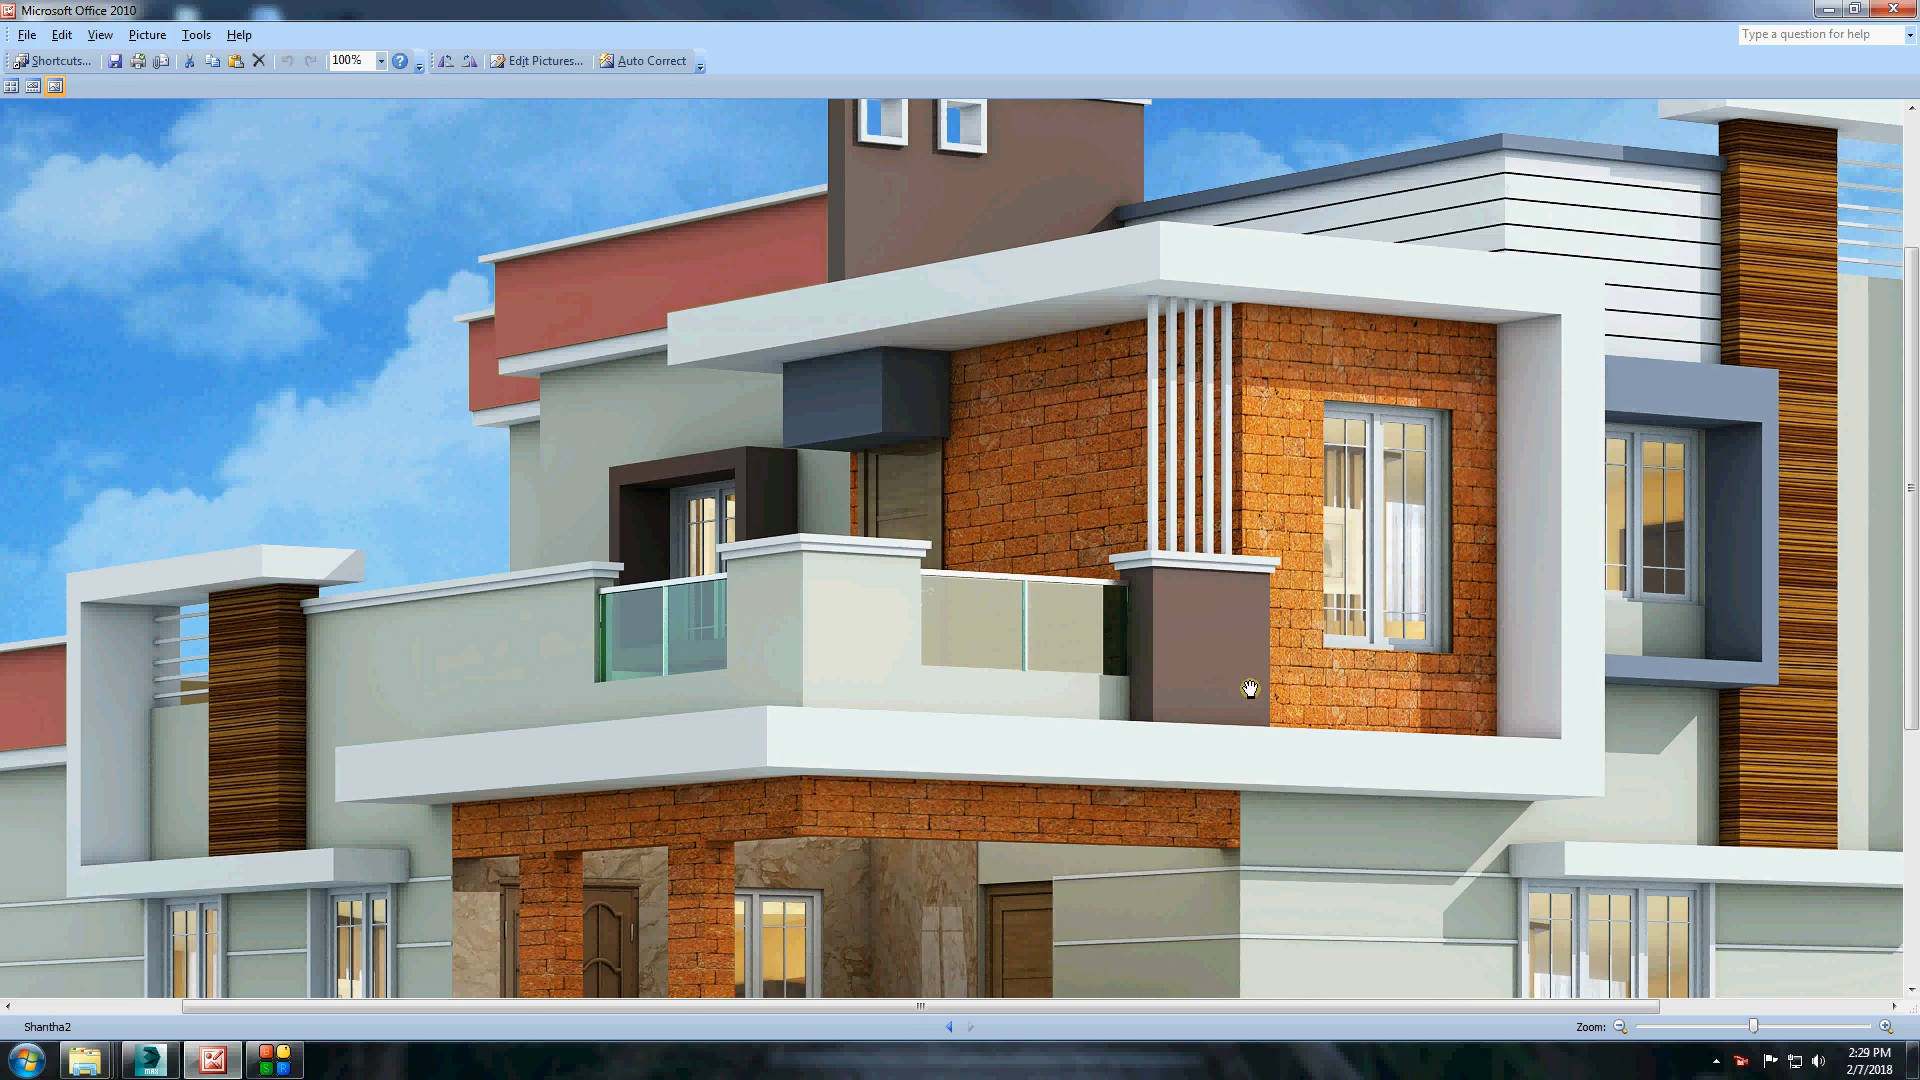 Microsoft Office 2010
File Edit View Picture Tools Help
Type a question for help
Shortcuts... 100% Edit Pictures... Auto Correct
Shantha2
Zoom:
MAX
B
S R
2:29 PM
2/7/2018